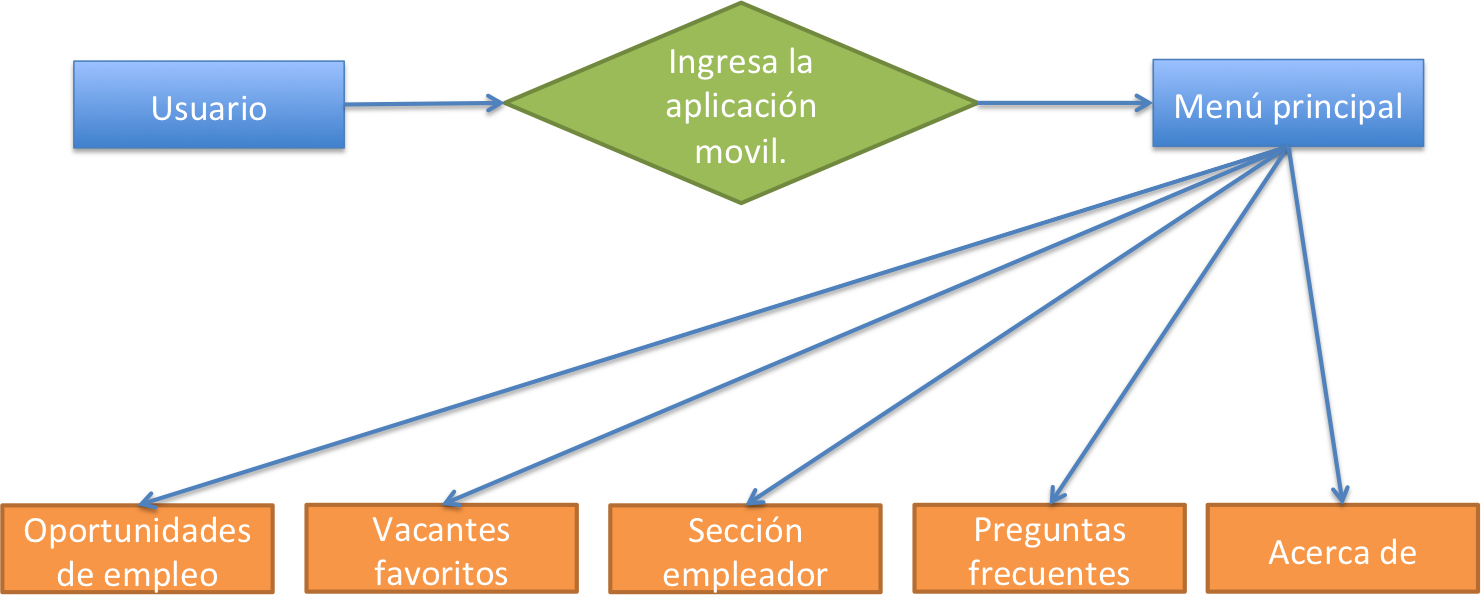 Usuario
Ingresa la
aplicación
movil.
Menú principal
Oportunidades
de empleo
Vacantes
favoritos
Sección
empleador
Preguntas
frecuentes
Acerca de